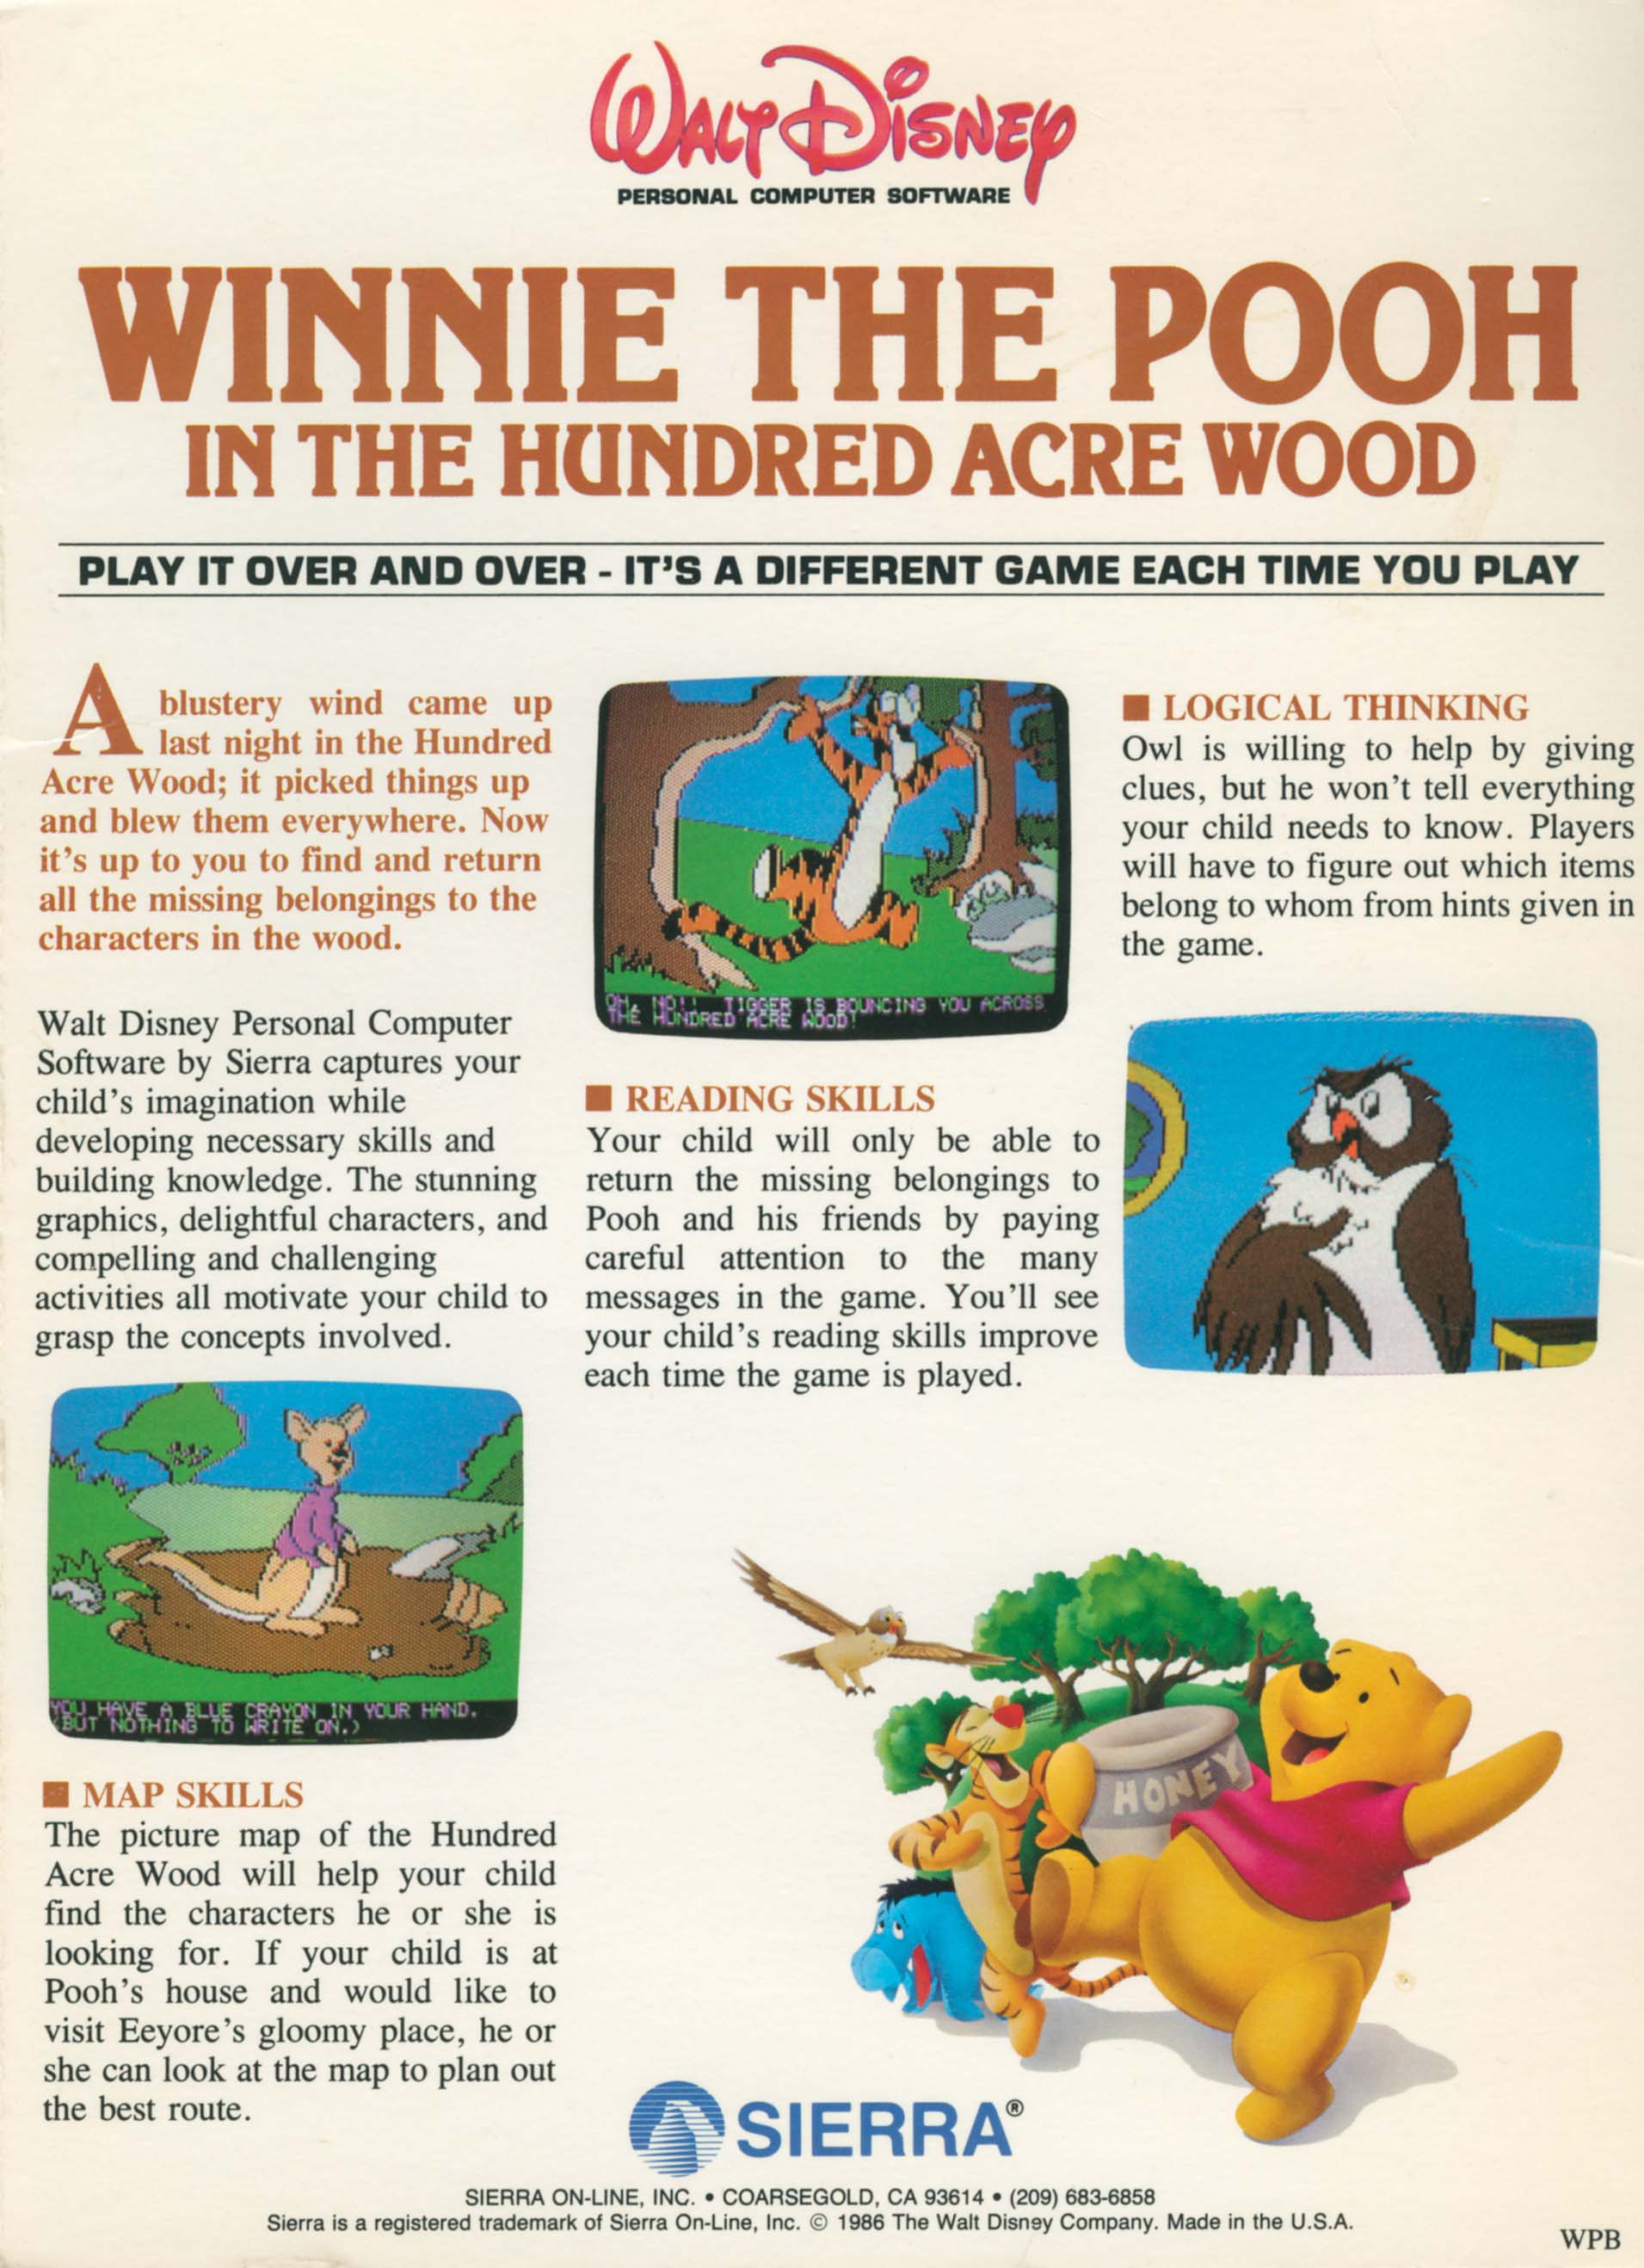 WALT DISNEY
PERSONAL COMPUTER SOFTWARE
WINNIE THE POOH
IN THE HUNDRED ACRE WOOD
PLAY IT OVER AND OVER - IT'S A DIFFERENT GAME EACH TIME YOU PLAY
A blustery wind came up
last night in the Hundred
Acre Wood; it picked things up
and blew them everywhere. Now
it's up to you to find and return
all the missing belongings to the
characters in the wood.
Walt Disney Personal Computer
Software by Sierra captures your
child's imagination while
developing necessary skills and
building knowledge. The stunning
graphics, delightful characters, and
compelling and challenging
activities all motivate your child to
grasp the concepts involved.
YOU HAVE A BLUE CRAYON IN YOUR HAND.
(BUT NOTHING TO WRITE ON.)
■ MAP SKILLS
The picture map of the Hundred
Acre Wood will help your child
find the characters he or she is
looking for. If your child is at
Pooh's house and would like to
visit Eeyore's gloomy place, he or
she can look at the map to plan out
the best route.
OH, NO!! TIGGER IS BOUNCING YOU ACROSS
THE HUNDRED ACRE WOOD!
■ READING SKILLS
Your child will only be able to
return the missing belongings to
Pooh and his friends by paying
careful attention to the many
messages in the game. You'll see
your child's reading skills improve
each time the game is played.
■ LOGICAL THINKING
Owl is willing to help by giving
clues, but he won't tell everything
your child needs to know. Players
will have to figure out which items
belong to whom from hints given in
the game.
HONEY
SIERRA®
SIERRA ON-LINE, INC. • COARSEGOLD, CA 93614 • (209) 683-6858
Sierra is a registered trademark of Sierra On-Line, Inc. © 1986 The Walt Disney Company. Made in the U.S.A.
WPB